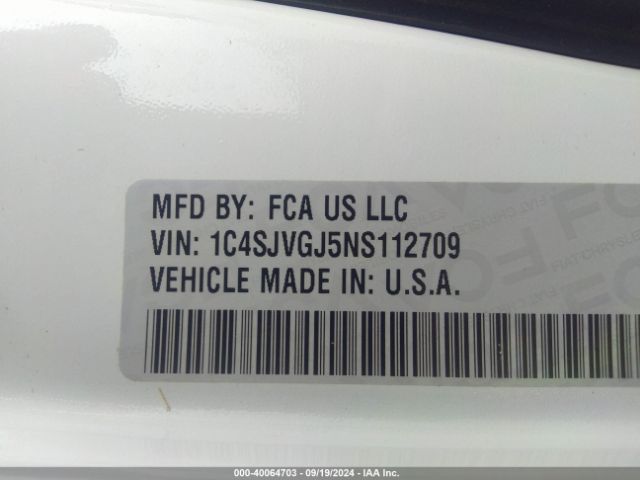 MFD BY: FCA US LLC
VIN: 1C4SJVGJ5NS112709
VEHICLE MADE IN: U.S.A.
000-40064703 - 09/19/2024 - IAA Inc.